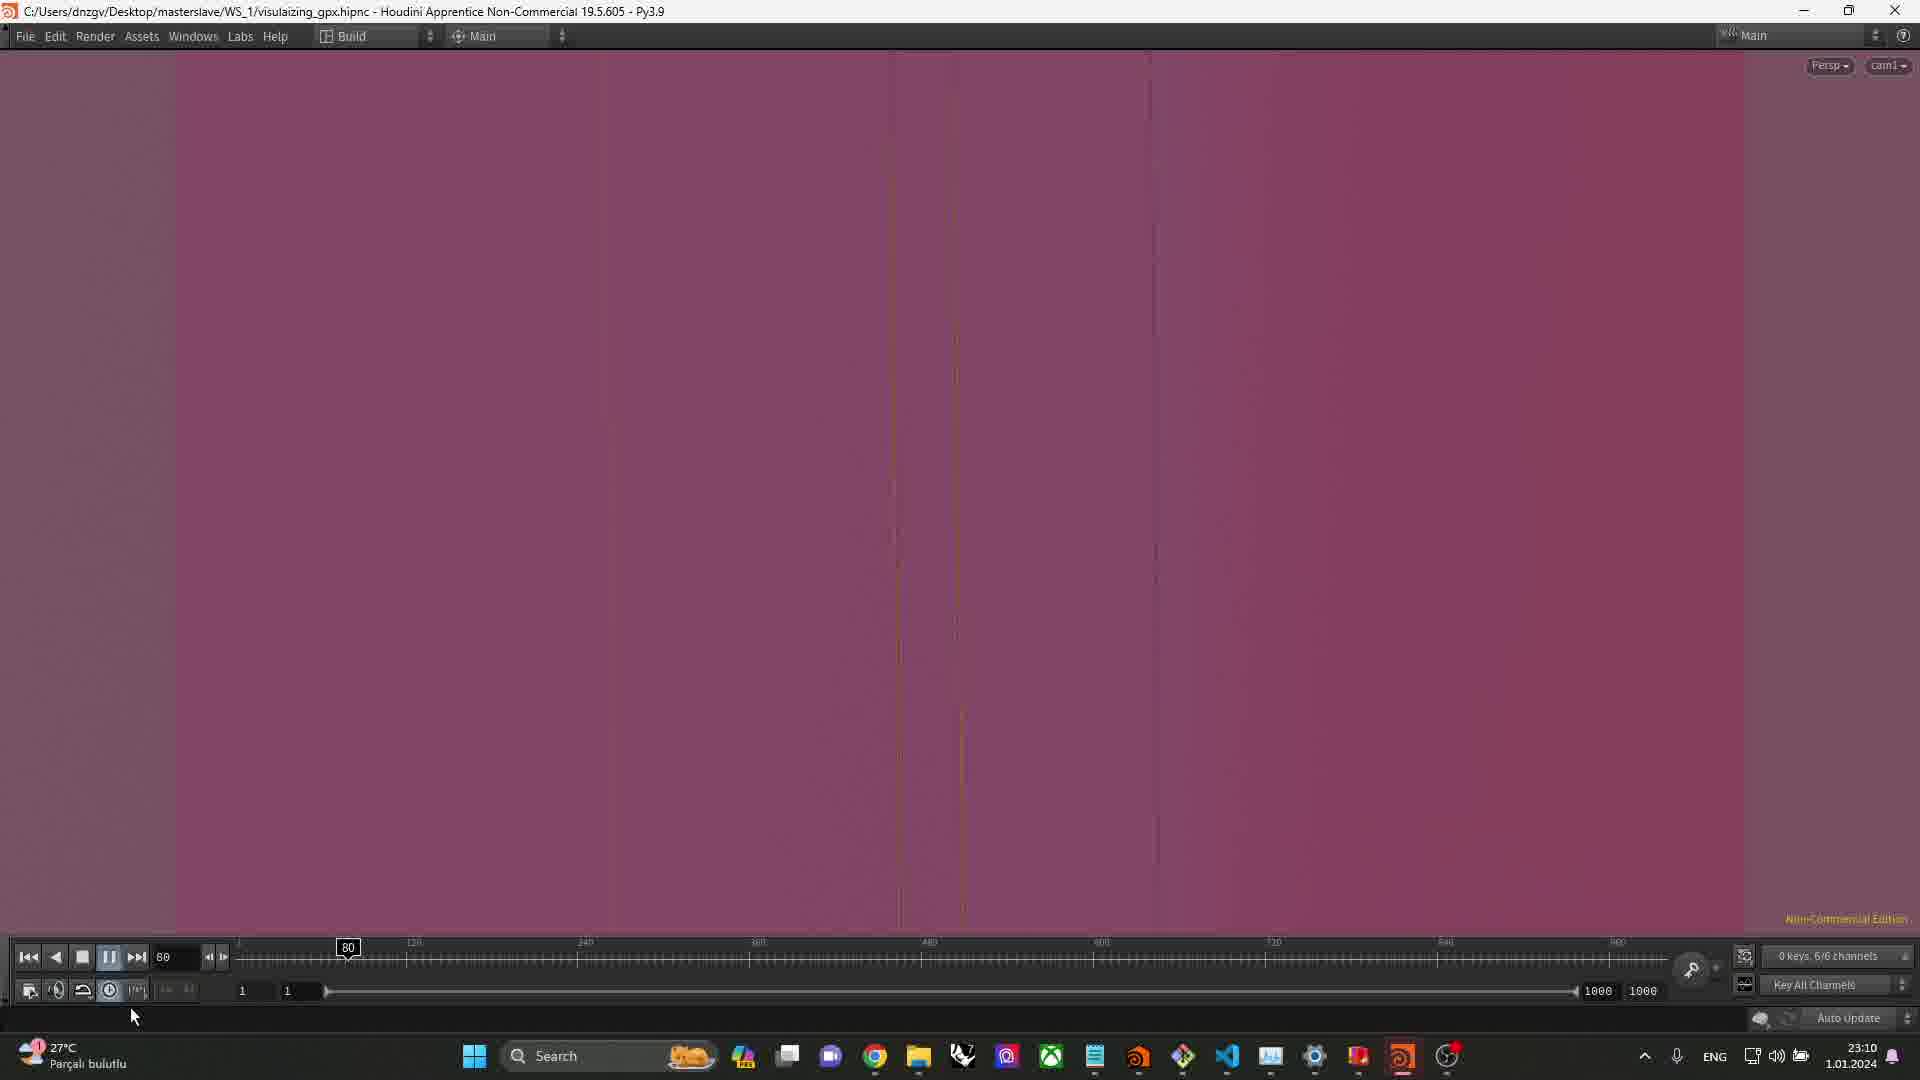 C:/Users/dnzgv/Desktop/masterslave/WS_1/visulaizing_gpx.hipnc - Houdini Apprentice Non-Commercial 19.5.605 - Py3.9
File Edit Render Assets Windows Labs Help Build Main Main
Persp cam1
Non-Commercial Edition
80 1 80 120 240 360 480 600 720 840 960 0 keys, 6/6 channels
1 1 1000 1000 Key All Channels
Auto Update
1 27°C
Parçalı bulutlu
Search
PRE
ENG
23:10
1.01.2024